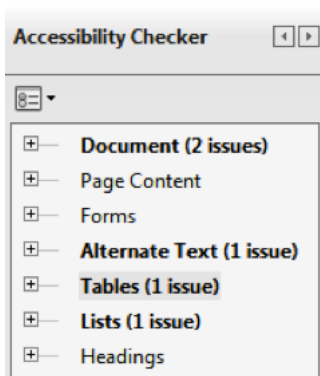 Accessibility Checker
Document (2 issues)
Page Content
Forms
Alternate Text (1 issue)
Tables (1 issue)
Lists (1 issue)
Headings